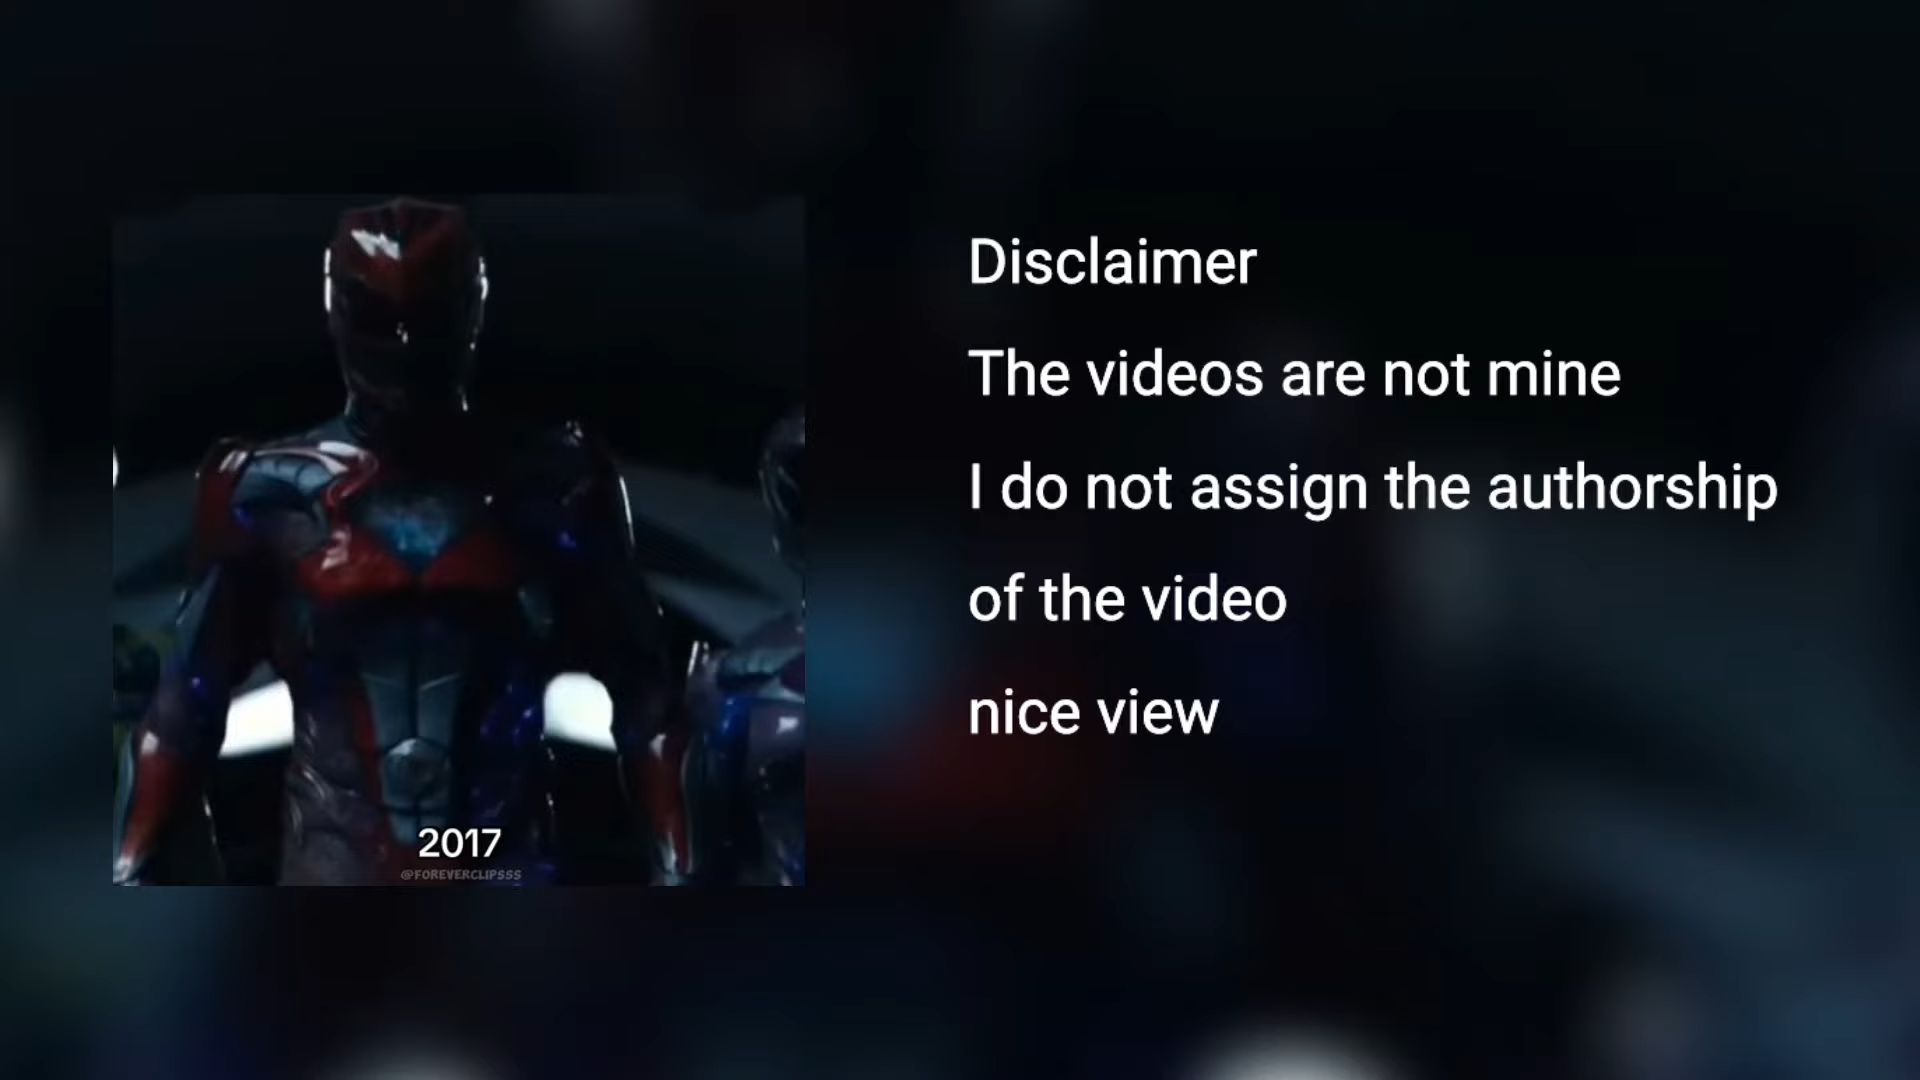 Disclaimer
The videos are not mine
I do not assign the authorship
of the video
nice view
2017
@FOREVERCLIPSSS